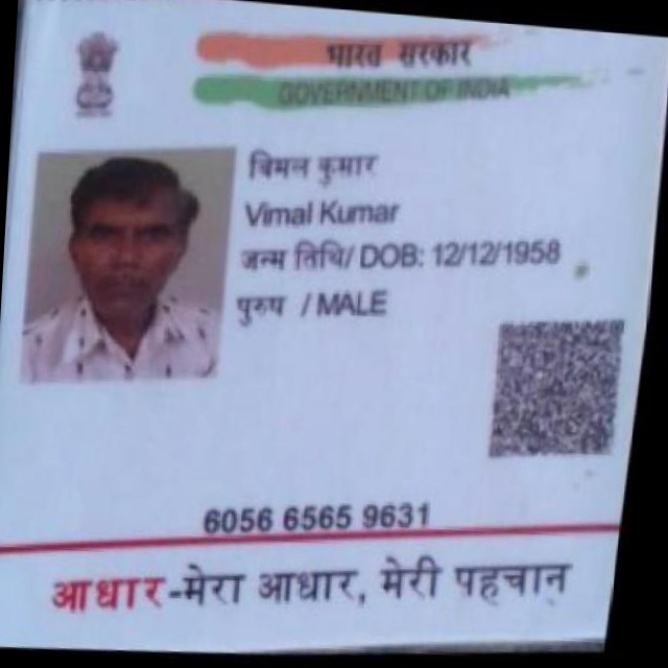 भारत सरकार
GOVERNMENT OF INDIA
विमल कुमार
Vimal Kumar
जन्म तिथि/ DOB: 12/12/1958
पुरुष / MALE
6056 6565 9631
आधार-मेरा आधार, मेरी पहचान